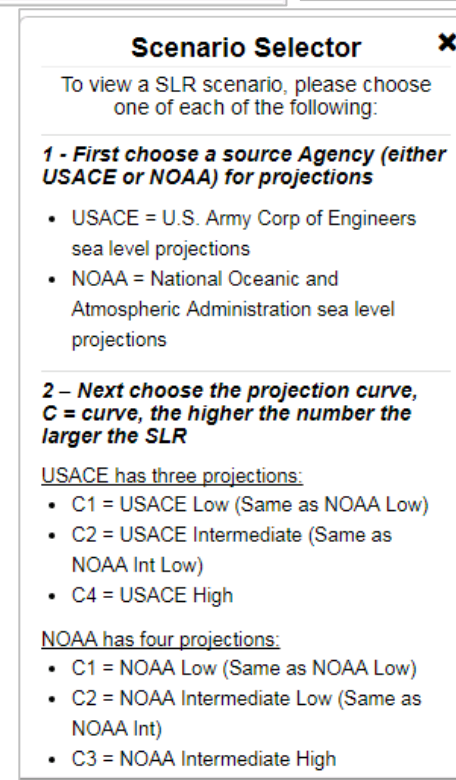 Scenario Selector
To view a SLR scenario, please choose
one of each of the following:
1 - First choose a source Agency (either
USACE or NOAA) for projections
• USACE = U.S. Army Corp of Engineers
sea level projections
• NOAA = National Oceanic and
Atmospheric Administration sea level
projections
2 – Next choose the projection curve,
C = curve, the higher the number the
larger the SLR
USACE has three projections:
• C1 = USACE Low (Same as NOAA Low)
• C2 = USACE Intermediate (Same as
NOAA Int Low)
• C4 = USACE High
NOAA has four projections:
• C1 = NOAA Low (Same as NOAA Low)
• C2 = NOAA Intermediate Low (Same as
NOAA Int)
• C3 = NOAA Intermediate High